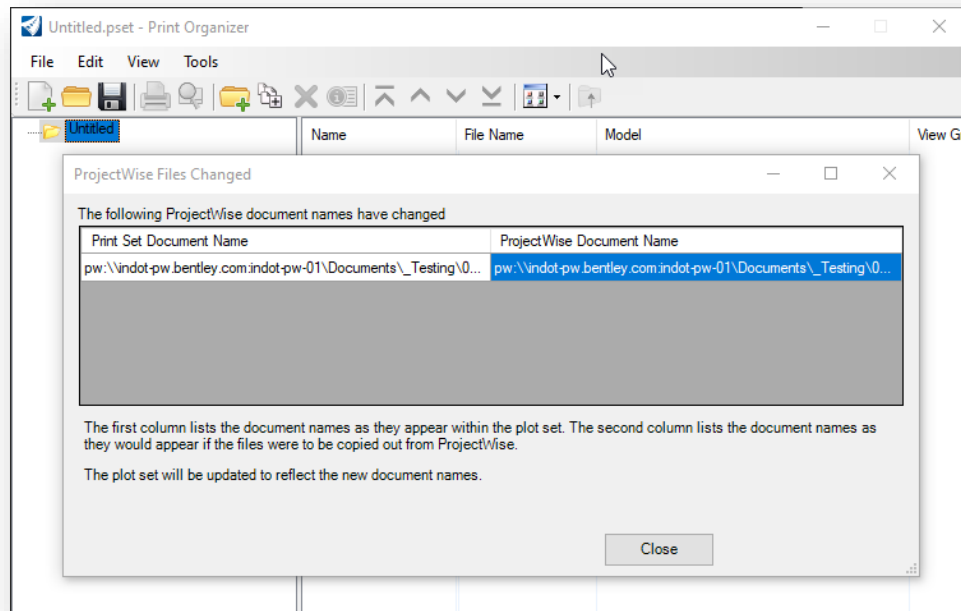 Untitled.pset - Print Organizer
File Edit View Tools
Untitled
Name File Name Model View G
ProjectWise Files Changed
The following ProjectWise document names have changed
Print Set Document Name ProjectWise Document Name
pw:\\indot-pw.bentley.com:indot-pw-01\Documents\_Testing\0... pw:\\indot-pw.bentley.com:indot-pw-01\Documents\_Testing\0...
The first column lists the document names as they appear within the plot set. The second column lists the document names as
they would appear if the files were to be copied out from ProjectWise.
The plot set will be updated to reflect the new document names.
Close